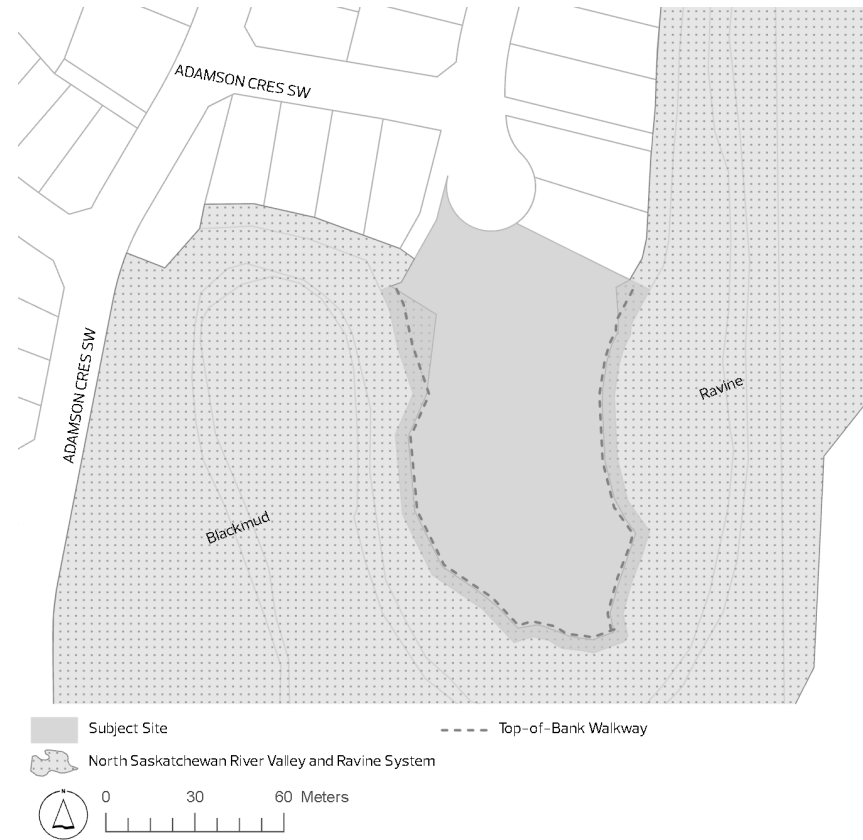 ADAMSON CRES SW
ADAMSON CRES SW
Ravine
Blackmud
Subject Site
Top-of-Bank Walkway
North Saskatchewan River Valley and Ravine System
N
0 30 60 Meters